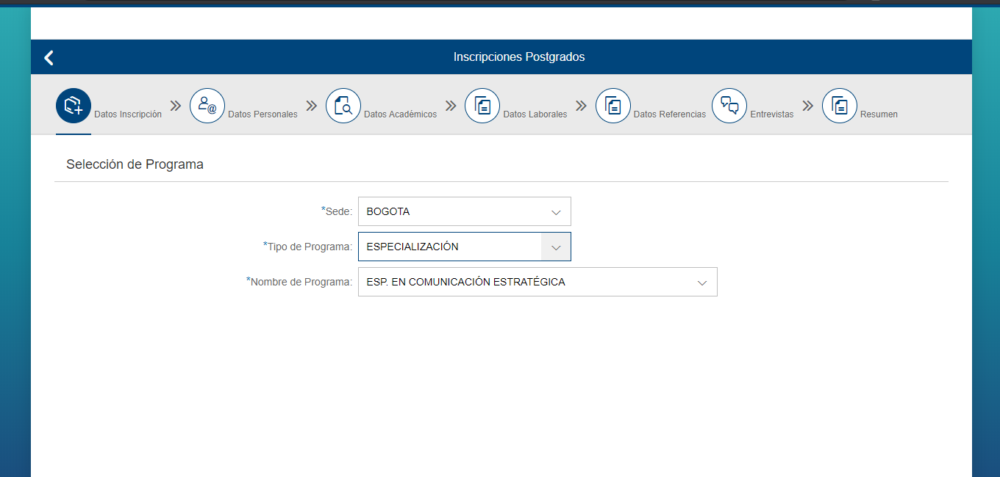 Inscripciones Postgrados
Datos Inscripción
Datos Personales
Datos Académicos
Datos Laborales
Datos Referencias
Entrevistas
Resumen
Selección de Programa
*Sede: BOGOTA
*Tipo de Programa: ESPECIALIZACIÓN
*Nombre de Programa: ESP. EN COMUNICACIÓN ESTRATÉGICA